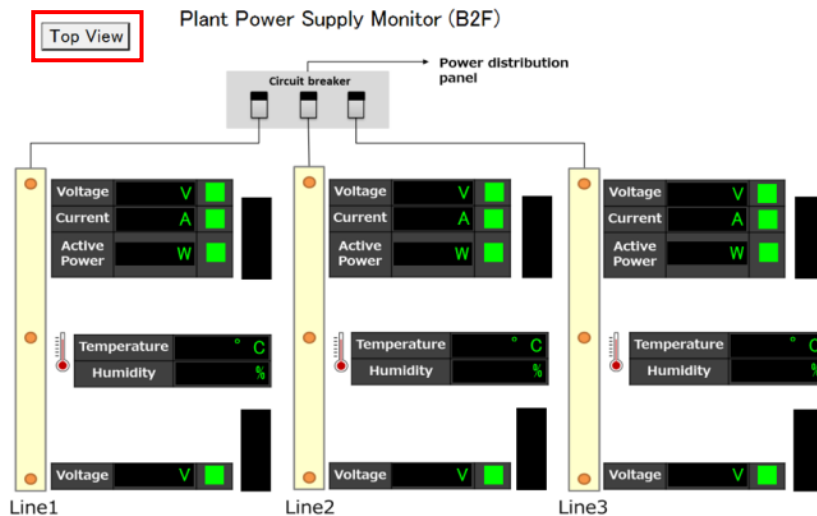 Plant Power Supply Monitor (B2F)
Top View
Power distribution
panel
Circuit breaker
Voltage V
Current A
Active
Power W
Voltage V
Current A
Active
Power W
Voltage V
Current A
Active
Power W
Temperature ° C
Humidity %
Temperature ° C
Humidity %
Temperature ° C
Humidity %
Voltage V
Voltage V
Voltage V
Line1
Line2
Line3